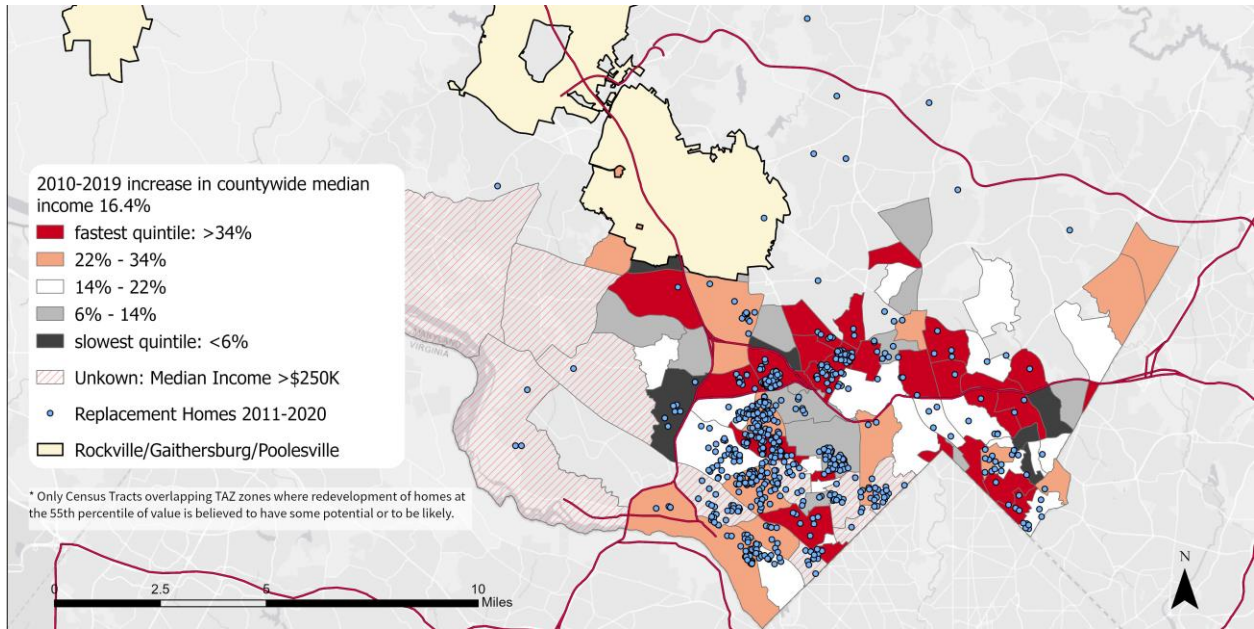 2010-2019 increase in countywide median
income 16.4%
fastest quintile: >34%
22% - 34%
14% - 22%
6% - 14%
slowest quintile: <6%
Unkown: Median Income >$250K
Replacement Homes 2011-2020
Rockville/Gaithersburg/Poolesville
* Only Census Tracts overlapping TAZ zones where redevelopment of homes at
the 55th percentile of value is believed to have some potential or to be likely.
MARYLAND
VIRGINIA
0 2.5 5 10
Miles
N